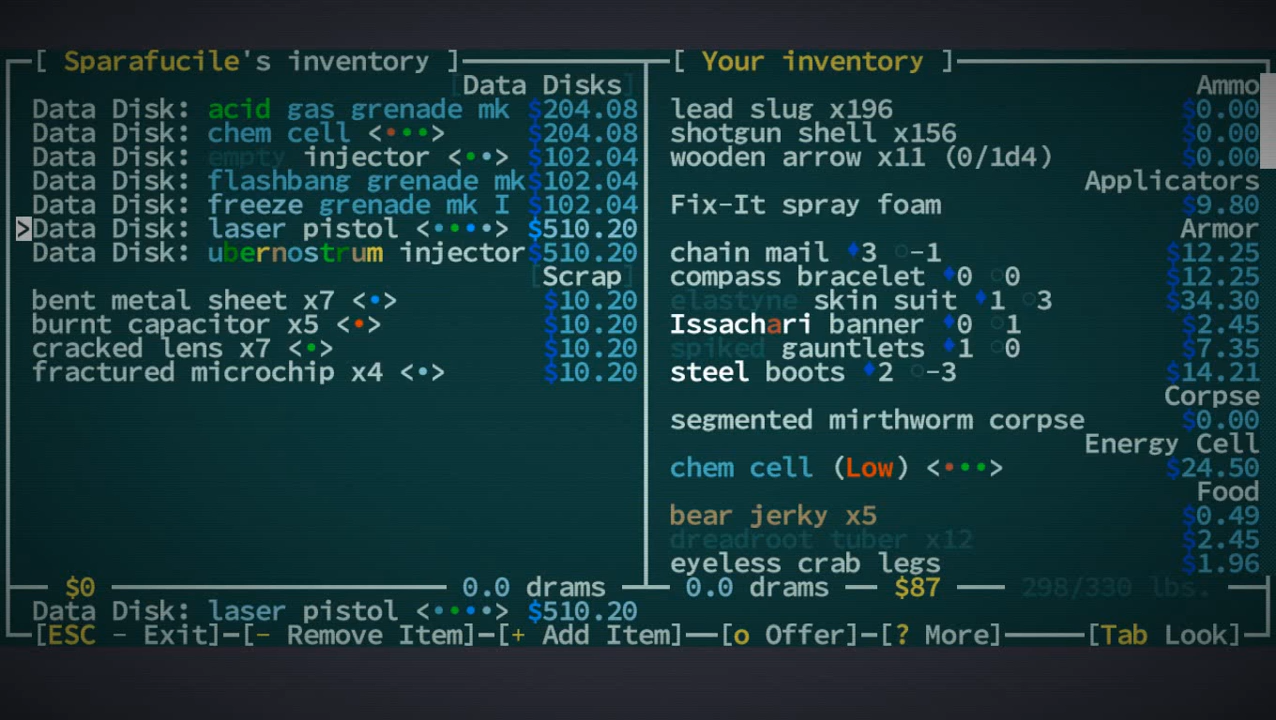 [ Sparafucile's inventory ]
[Data Disks]
Data Disk: acid gas grenade mk $204.08
Data Disk: chem cell <••••> $204.08
Data Disk: empty injector <••> $102.04
Data Disk: flashbang grenade mk $102.04
Data Disk: freeze grenade mk I $102.04
>Data Disk: laser pistol <••••> $510.20
Data Disk: ubernostrum injector $510.20
[Scrap]
bent metal sheet x7 <•> $10.20
burnt capacitor x5 <•> $10.20
cracked lens x7 <•> $10.20
fractured microchip x4 <•> $10.20
$0 0.0 drams
[ Your inventory ]
Ammo
lead slug x196 $0.00
shotgun shell x156 $0.00
wooden arrow x11 (0/1d4) $0.00
Applicators
Fix-It spray foam $9.80
Armor
chain mail ♦3 ○-1 $12.25
compass bracelet ♦0 ○0 $12.25
elastyne skin suit ♦1 ○3 $34.30
Issachari banner ♦0 ○1 $2.45
spiked gauntlets ♦1 ○0 $7.35
steel boots ♦2 ○-3 $14.21
Corpse
segmented mirthworm corpse $0.00
Energy Cell
chem cell (Low) <•••> $24.50
Food
bear jerky x5 $0.49
dreadroot tuber x12 $2.45
eyeless crab legs $1.96
0.0 drams — $87 — 298/330 lbs.
Data Disk: laser pistol <••••> $510.20
[ESC - Exit]-[- Remove Item]-[+ Add Item]—[o Offer]-[? More] [Tab Look]